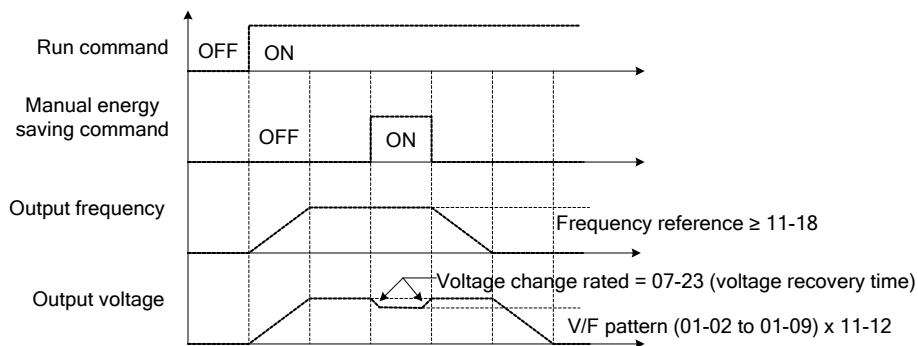 Run command
OFF
ON
Manual energy
saving command
OFF
ON
Output frequency
Frequency reference ≥ 11-18
Output voltage
Voltage change rated = 07-23 (voltage recovery time)
V/F pattern (01-02 to 01-09) x 11-12